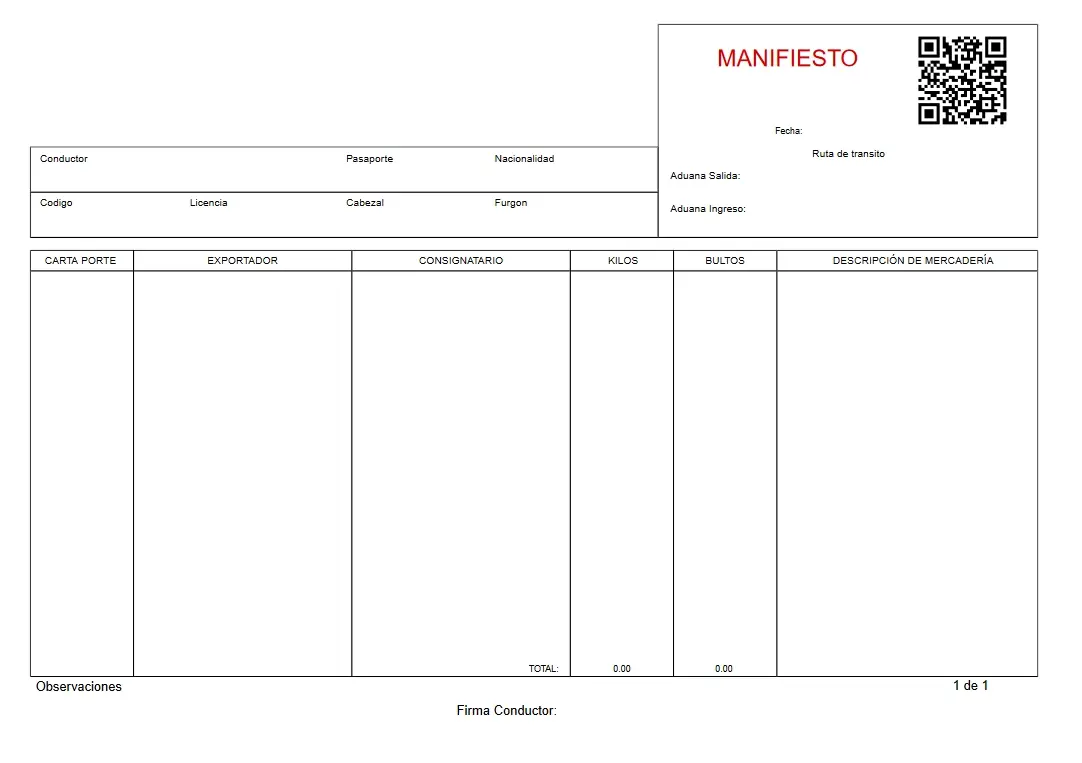 MANIFIESTO
Fecha:
Ruta de transito
Aduana Salida:
Aduana Ingreso:
Conductor Pasaporte Nacionalidad
Codigo Licencia Cabezal Furgon
CARTA PORTE EXPORTADOR CONSIGNATARIO KILOS BULTOS DESCRIPCIÓN DE MERCADERÍA
TOTAL: 0.00 0.00
Observaciones 1 de 1
Firma Conductor: